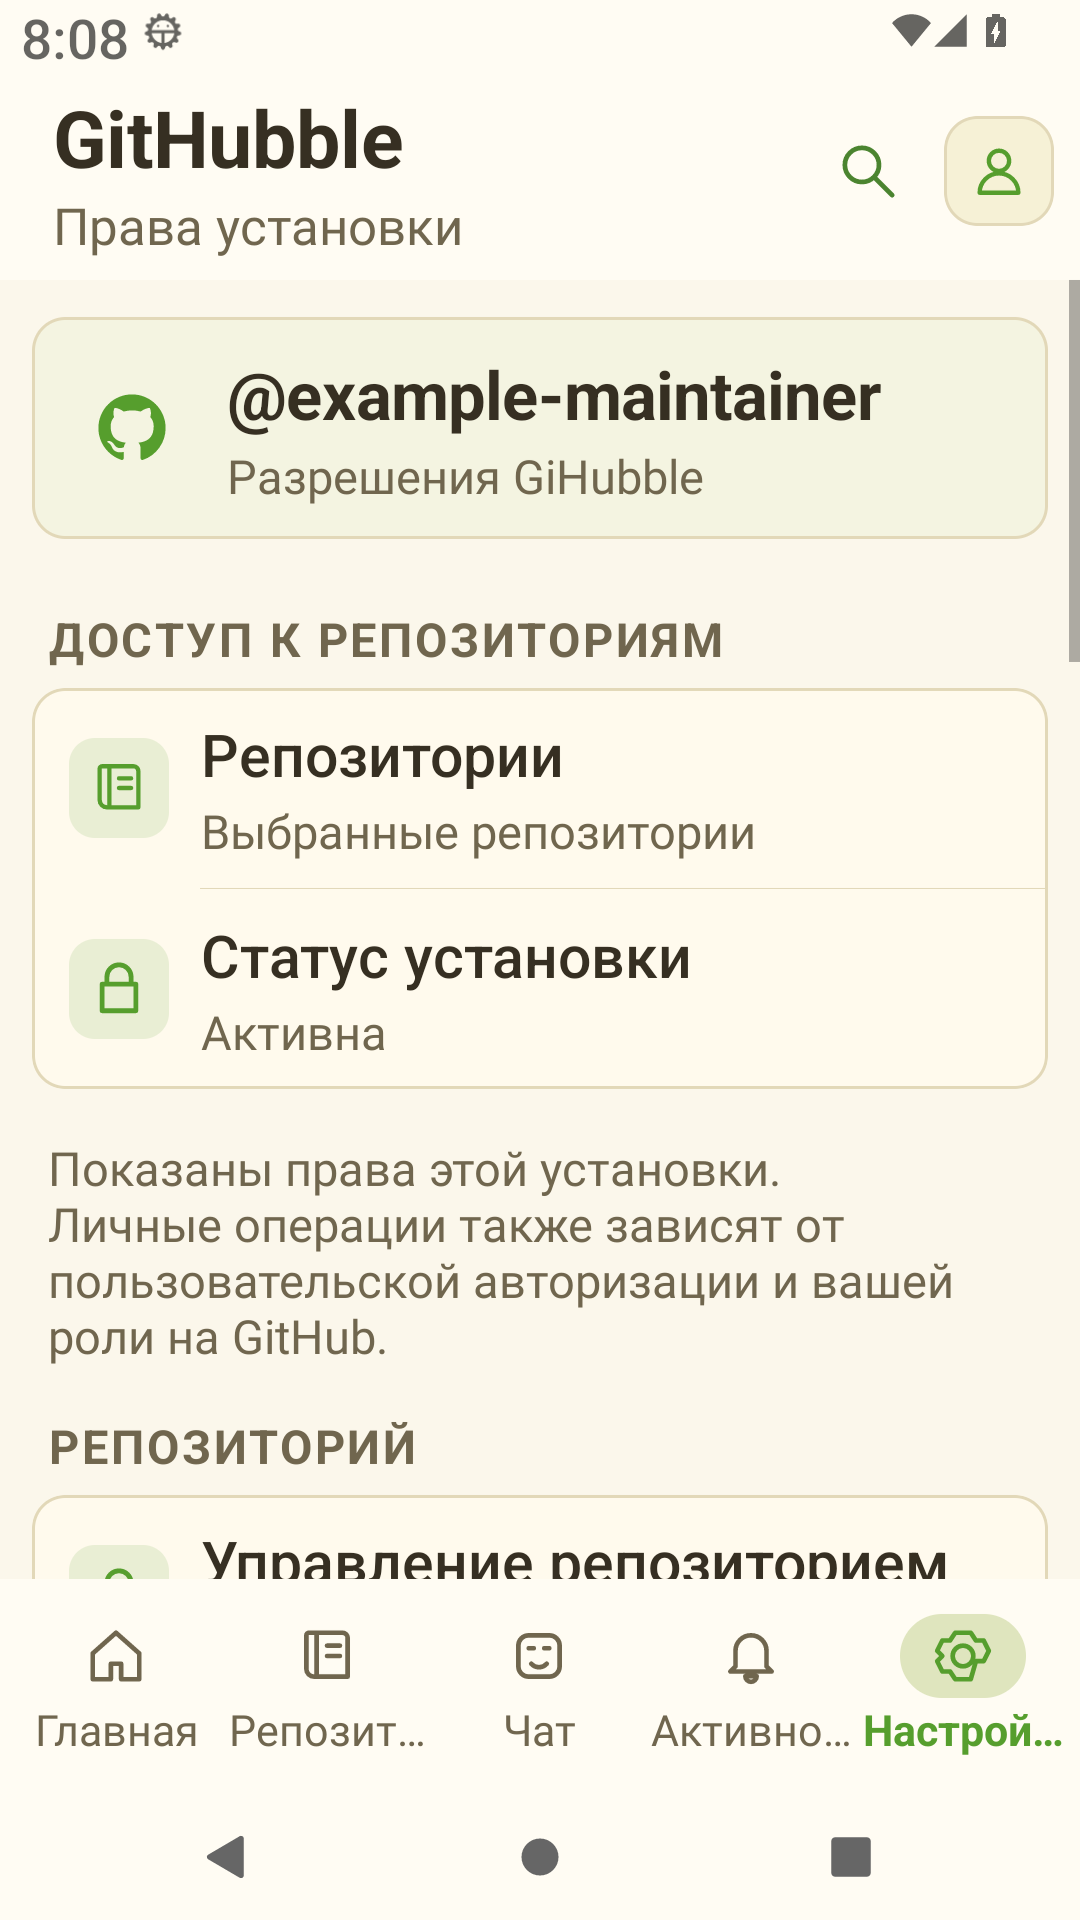 8:08
GitHubble
Права установки
@example-maintainer
Разрешения GiHubble
ДОСТУП К РЕПОЗИТОРИЯМ
Репозитории
Выбранные репозитории
Статус установки
Активна
Показаны права этой установки.
Личные операции также зависят от
пользовательской авторизации и вашей
роли на GitHub.
РЕПОЗИТОРИЙ
Управление репозиторием
Главная
Репозит…
Чат
Активно…
Настрой…